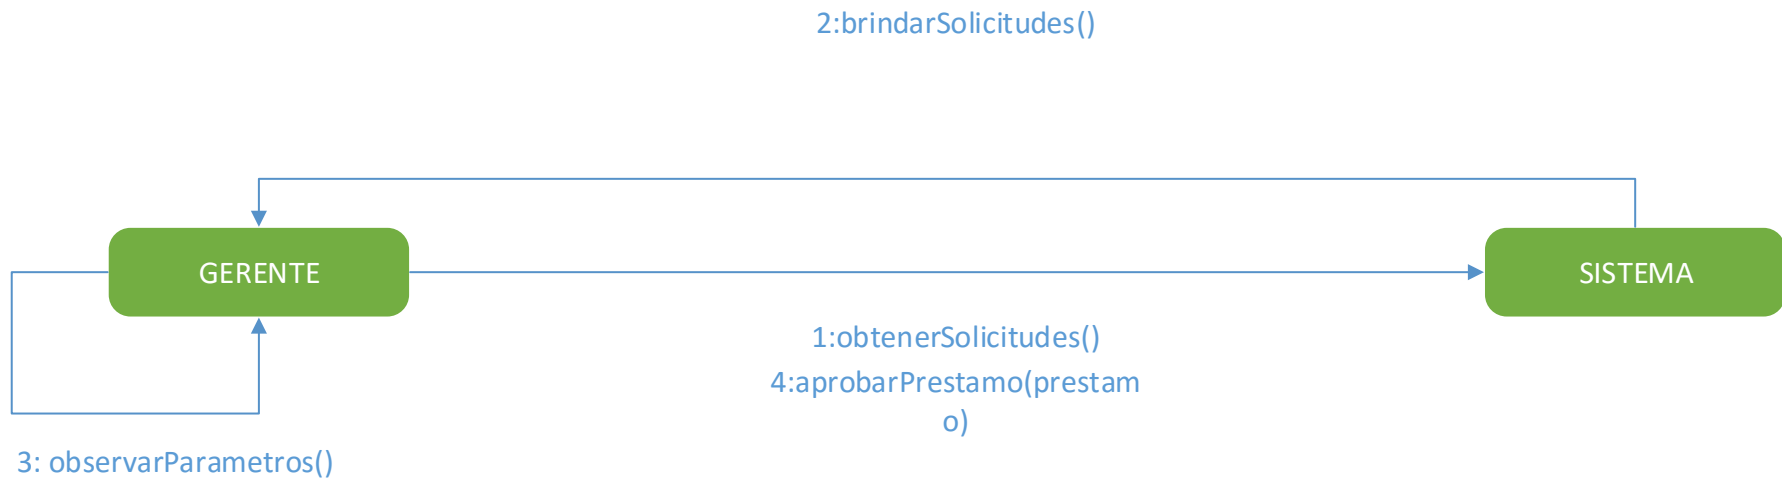 2:brindarSolicitudes()
GERENTE
SISTEMA
1:obtenerSolicitudes()
4:aprobarPrestamo(prestam
o)
3: observarParametros()